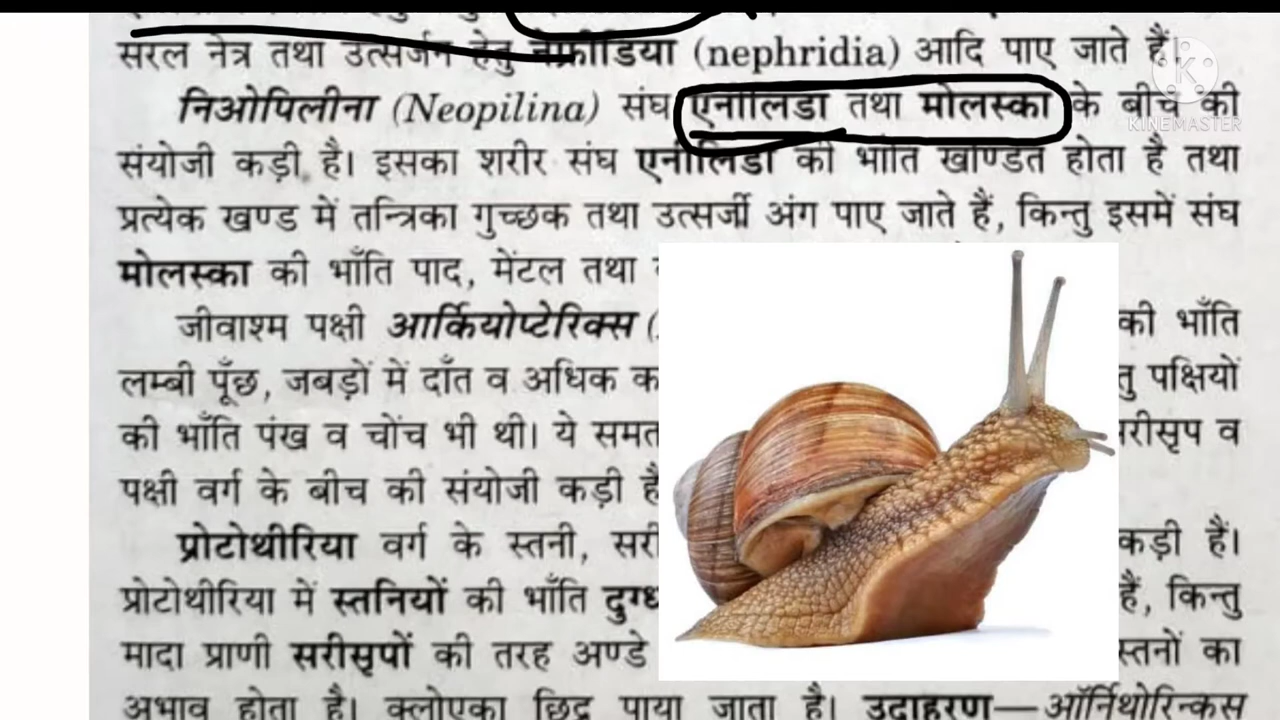 सरल नेत्र तथा उत्सर्जन हेतु नेफ्रीडिया (nephridia) आदि पाए जाते हैं।
निओपिलीना (Neopilina) संघ एनीलिडा तथा मोलस्का के बीच की
संयोजी कड़ी है। इसका शरीर संघ एनीलिडा की भाँति खण्डित होता है तथा
प्रत्येक खण्ड में तन्त्रिका गुच्छक तथा उत्सर्जी अंग पाए जाते हैं, किन्तु इसमें संघ
मोलस्का की भाँति पाद, मेंटल तथा
जीवाश्म पक्षी आर्कियोप्टेरिक्स ( की भाँति
लम्बी पूँछ, जबड़ों में दाँत व अधिक पक्षियों
की भाँति पंख व चोंच भी थी। ये व
पक्षी वर्ग के बीच की संयोजी कड़ी
प्रोटोथीरिया वर्ग के स्तनी, कड़ी हैं।
प्रोटोथीरिया में स्तनियों की भाँति हैं, किन्तु
मादा प्राणी सरीसृपों की तरह अण्डे स्तनों का
अभाव होता है। क्लोएका छिद्र पाया जाता है। उदाहरण—ऑर्निथोरिन्कस
K
KINEMASTER